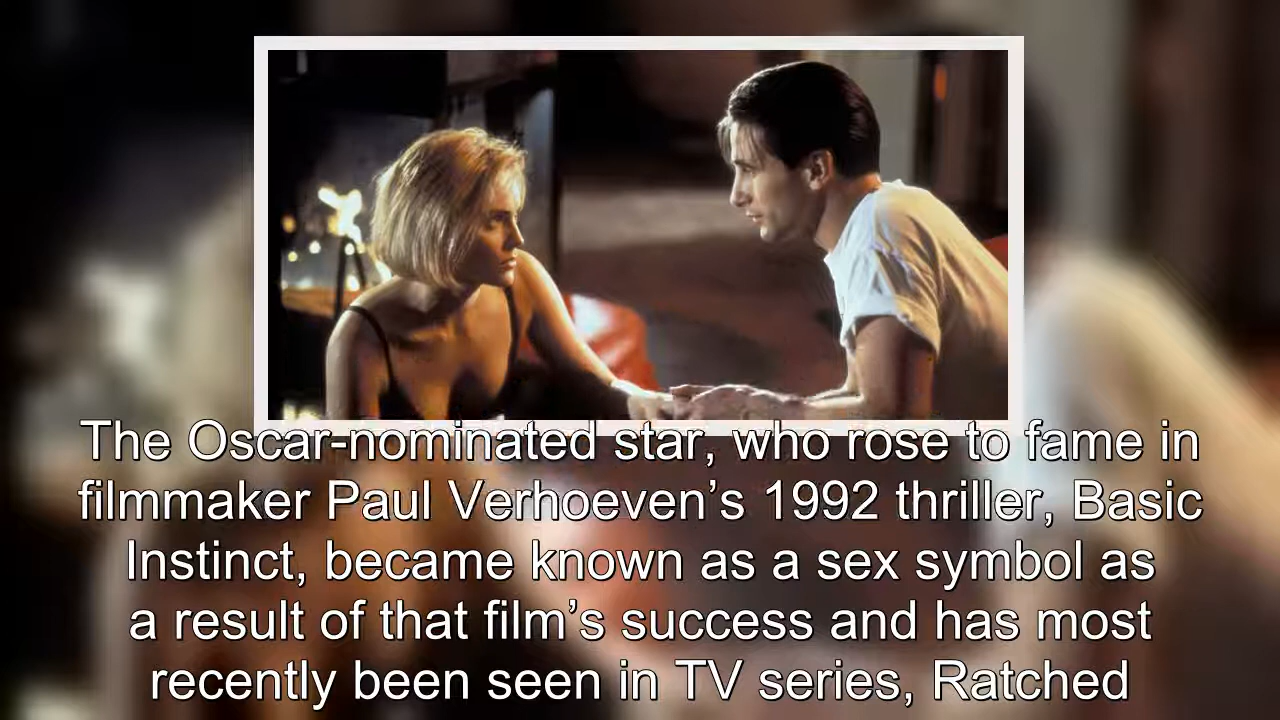 The Oscar-nominated star, who rose to fame in
filmmaker Paul Verhoeven’s 1992 thriller, Basic
Instinct, became known as a sex symbol as
a result of that film’s success and has most
recently been seen in TV series, Ratched